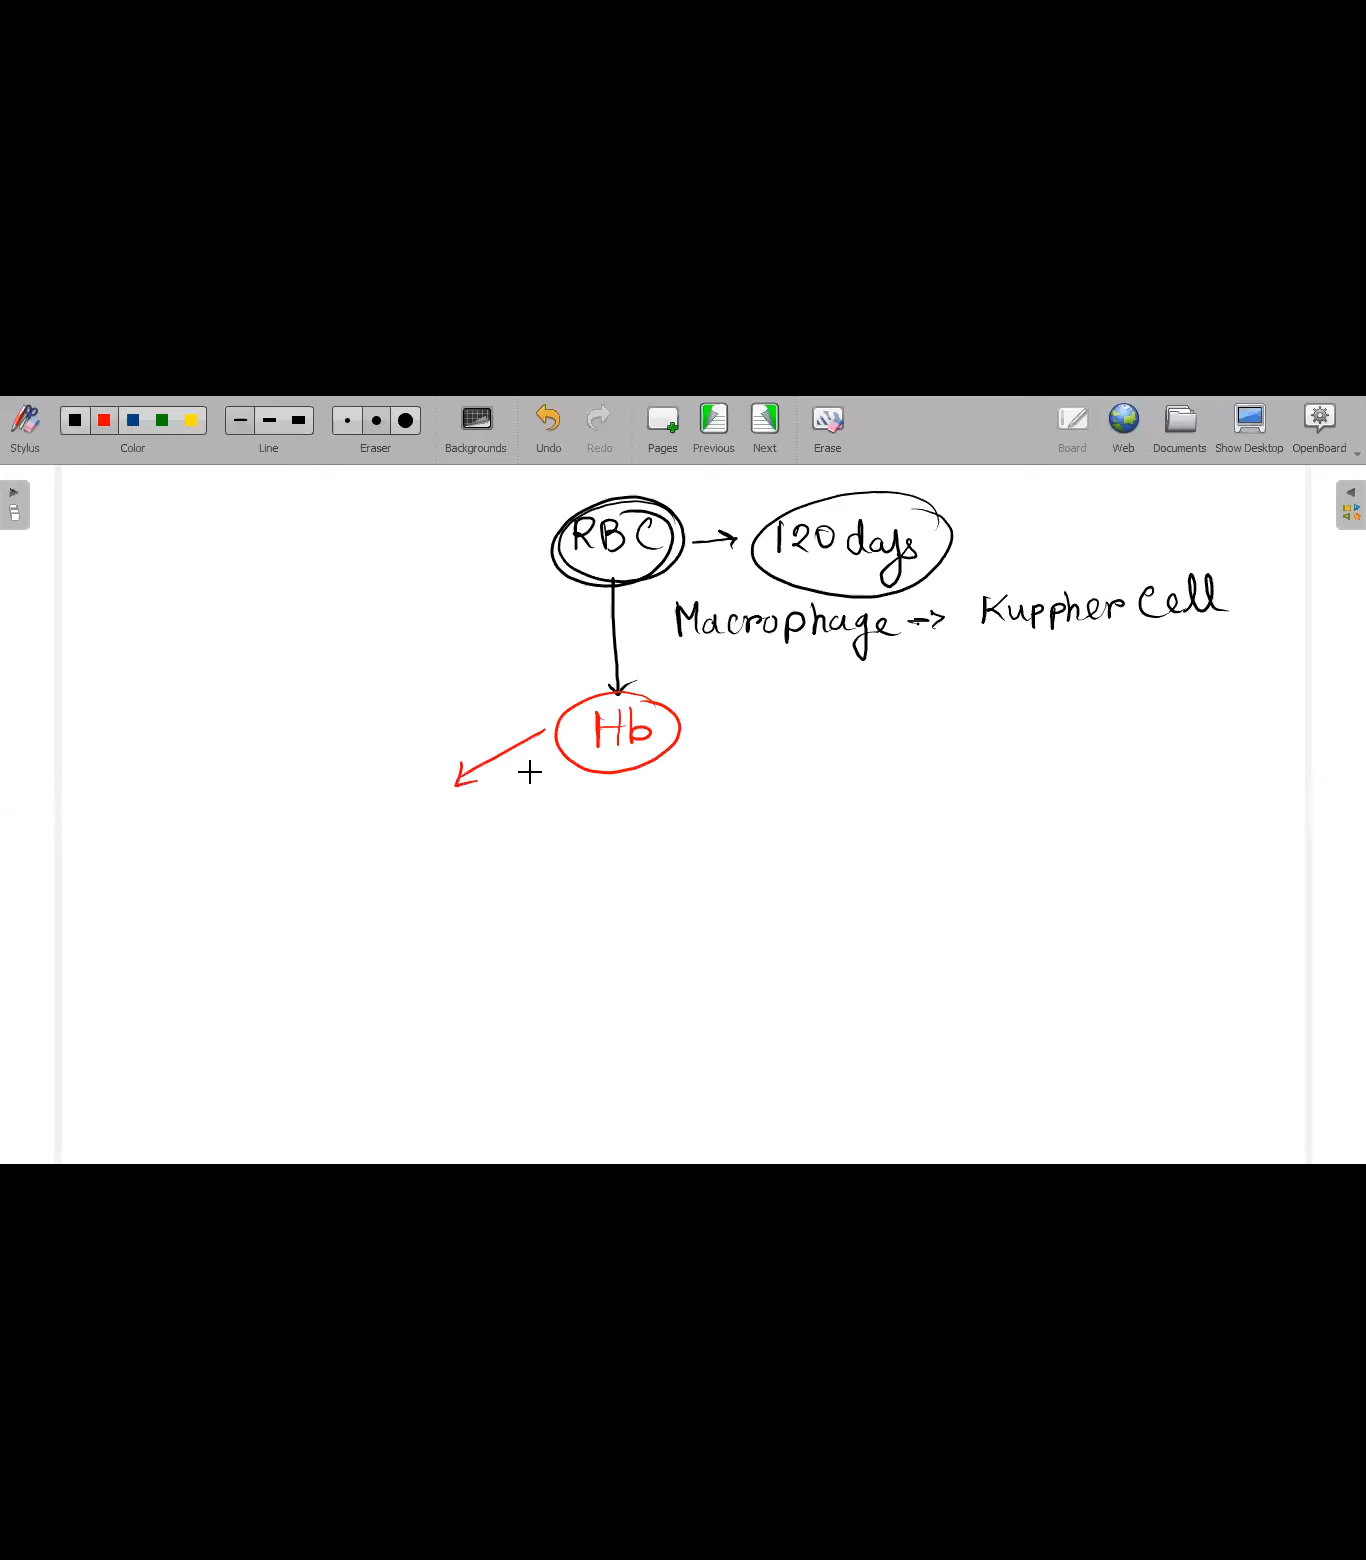 Stylus Color Line Eraser Backgrounds Undo Redo Pages Previous Next Erase Board Web Documents Show Desktop OpenBoard
RBC → 120 days
Macrophage → Kuppher Cell
Hb